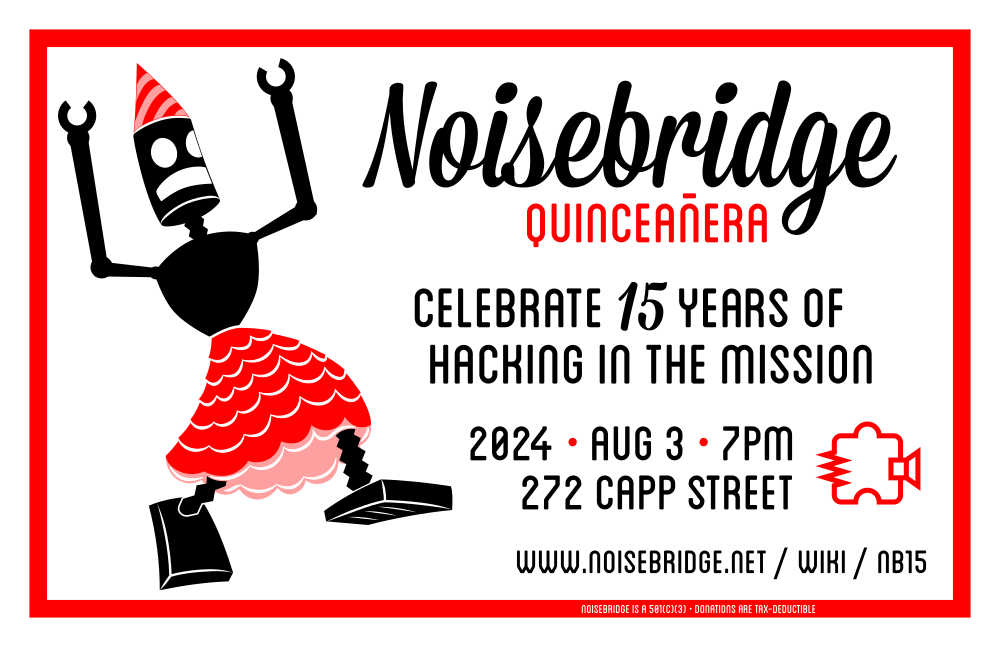 Noisebridge
QUINCEAÑERA
CELEBRATE 15 YEARS OF
HACKING IN THE MISSION
2024 • AUG 3 • 7PM
272 CAPP STREET
WWW.NOISEBRIDGE.NET / WIKI / NB15
NOISEBRIDGE IS A 501(C)(3) • DONATIONS ARE TAX-DEDUCTIBLE